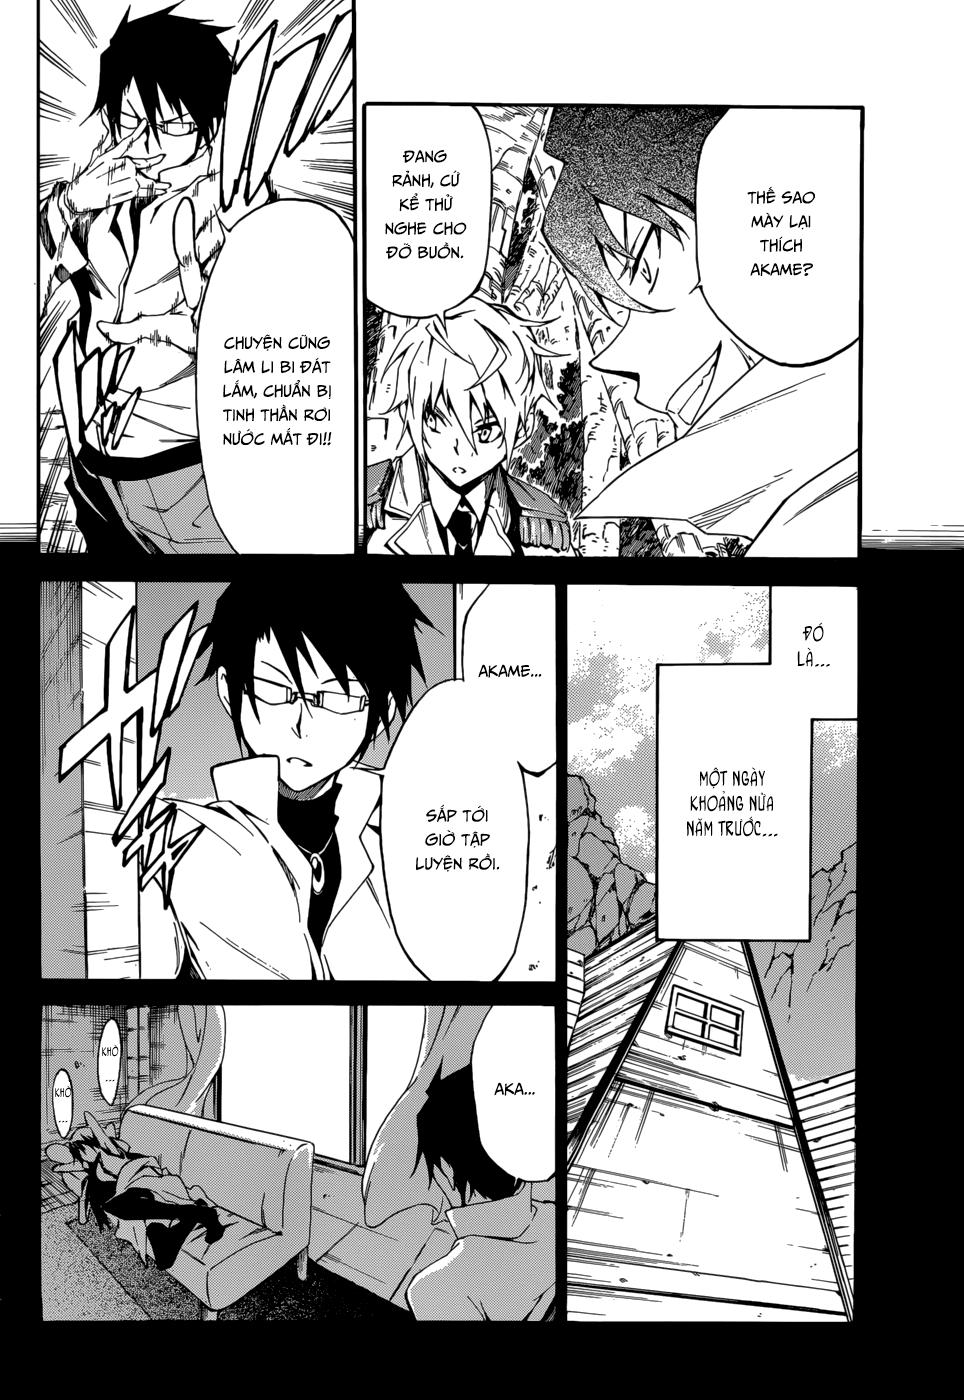 THẾ SAO
MÀY LẠI
THÍCH
AKAME?
ĐANG
RẢNH, CỨ
KỂ THỬ
NGHE CHO
ĐỠ BUỒN.
CHUYỆN CŨNG
LÂM LI BI ĐÁT
LẮM, CHUẨN BỊ
TINH THẦN RƠI
NƯỚC MẮT ĐI!!
ĐÓ
LÀ...
MỘT NGÀY
KHOẢNG NỬA
NĂM TRƯỚC...
AKAME...
SẮP TỚI
GIỜ TẬP
LUYỆN RỒI.
AKA...
KHÒ
...
KHÒ
...